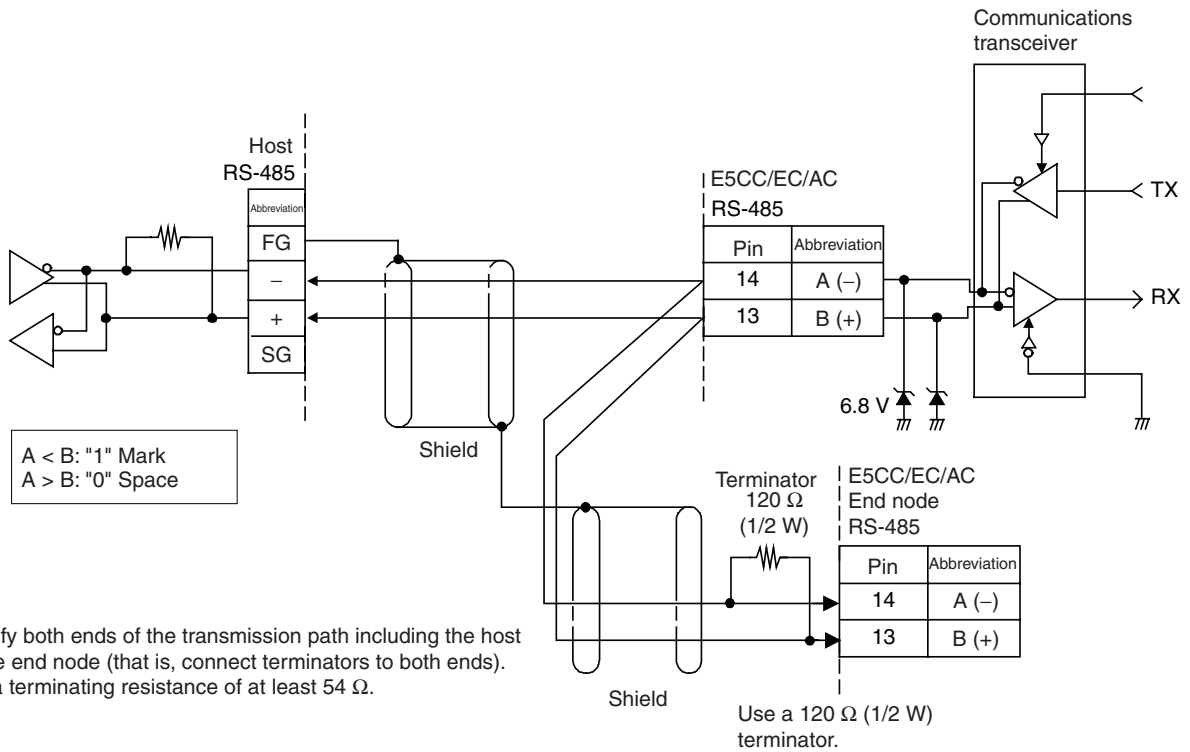 Communications
transceiver
Host
RS-485
Abbreviation
FG
−
+
SG
E5CC/EC/AC
RS-485
Pin Abbreviation
14 A (−)
13 B (+)
TX
RX
6.8 V
Shield
A < B: "1" Mark
A > B: "0" Space
Terminator
120 Ω
(1/2 W)
E5CC/EC/AC
End node
RS-485
Pin Abbreviation
14 A (−)
13 B (+)
fy both ends of the transmission path including the host
e end node (that is, connect terminators to both ends).
a terminating resistance of at least 54 Ω.
Shield
Use a 120 Ω (1/2 W)
terminator.